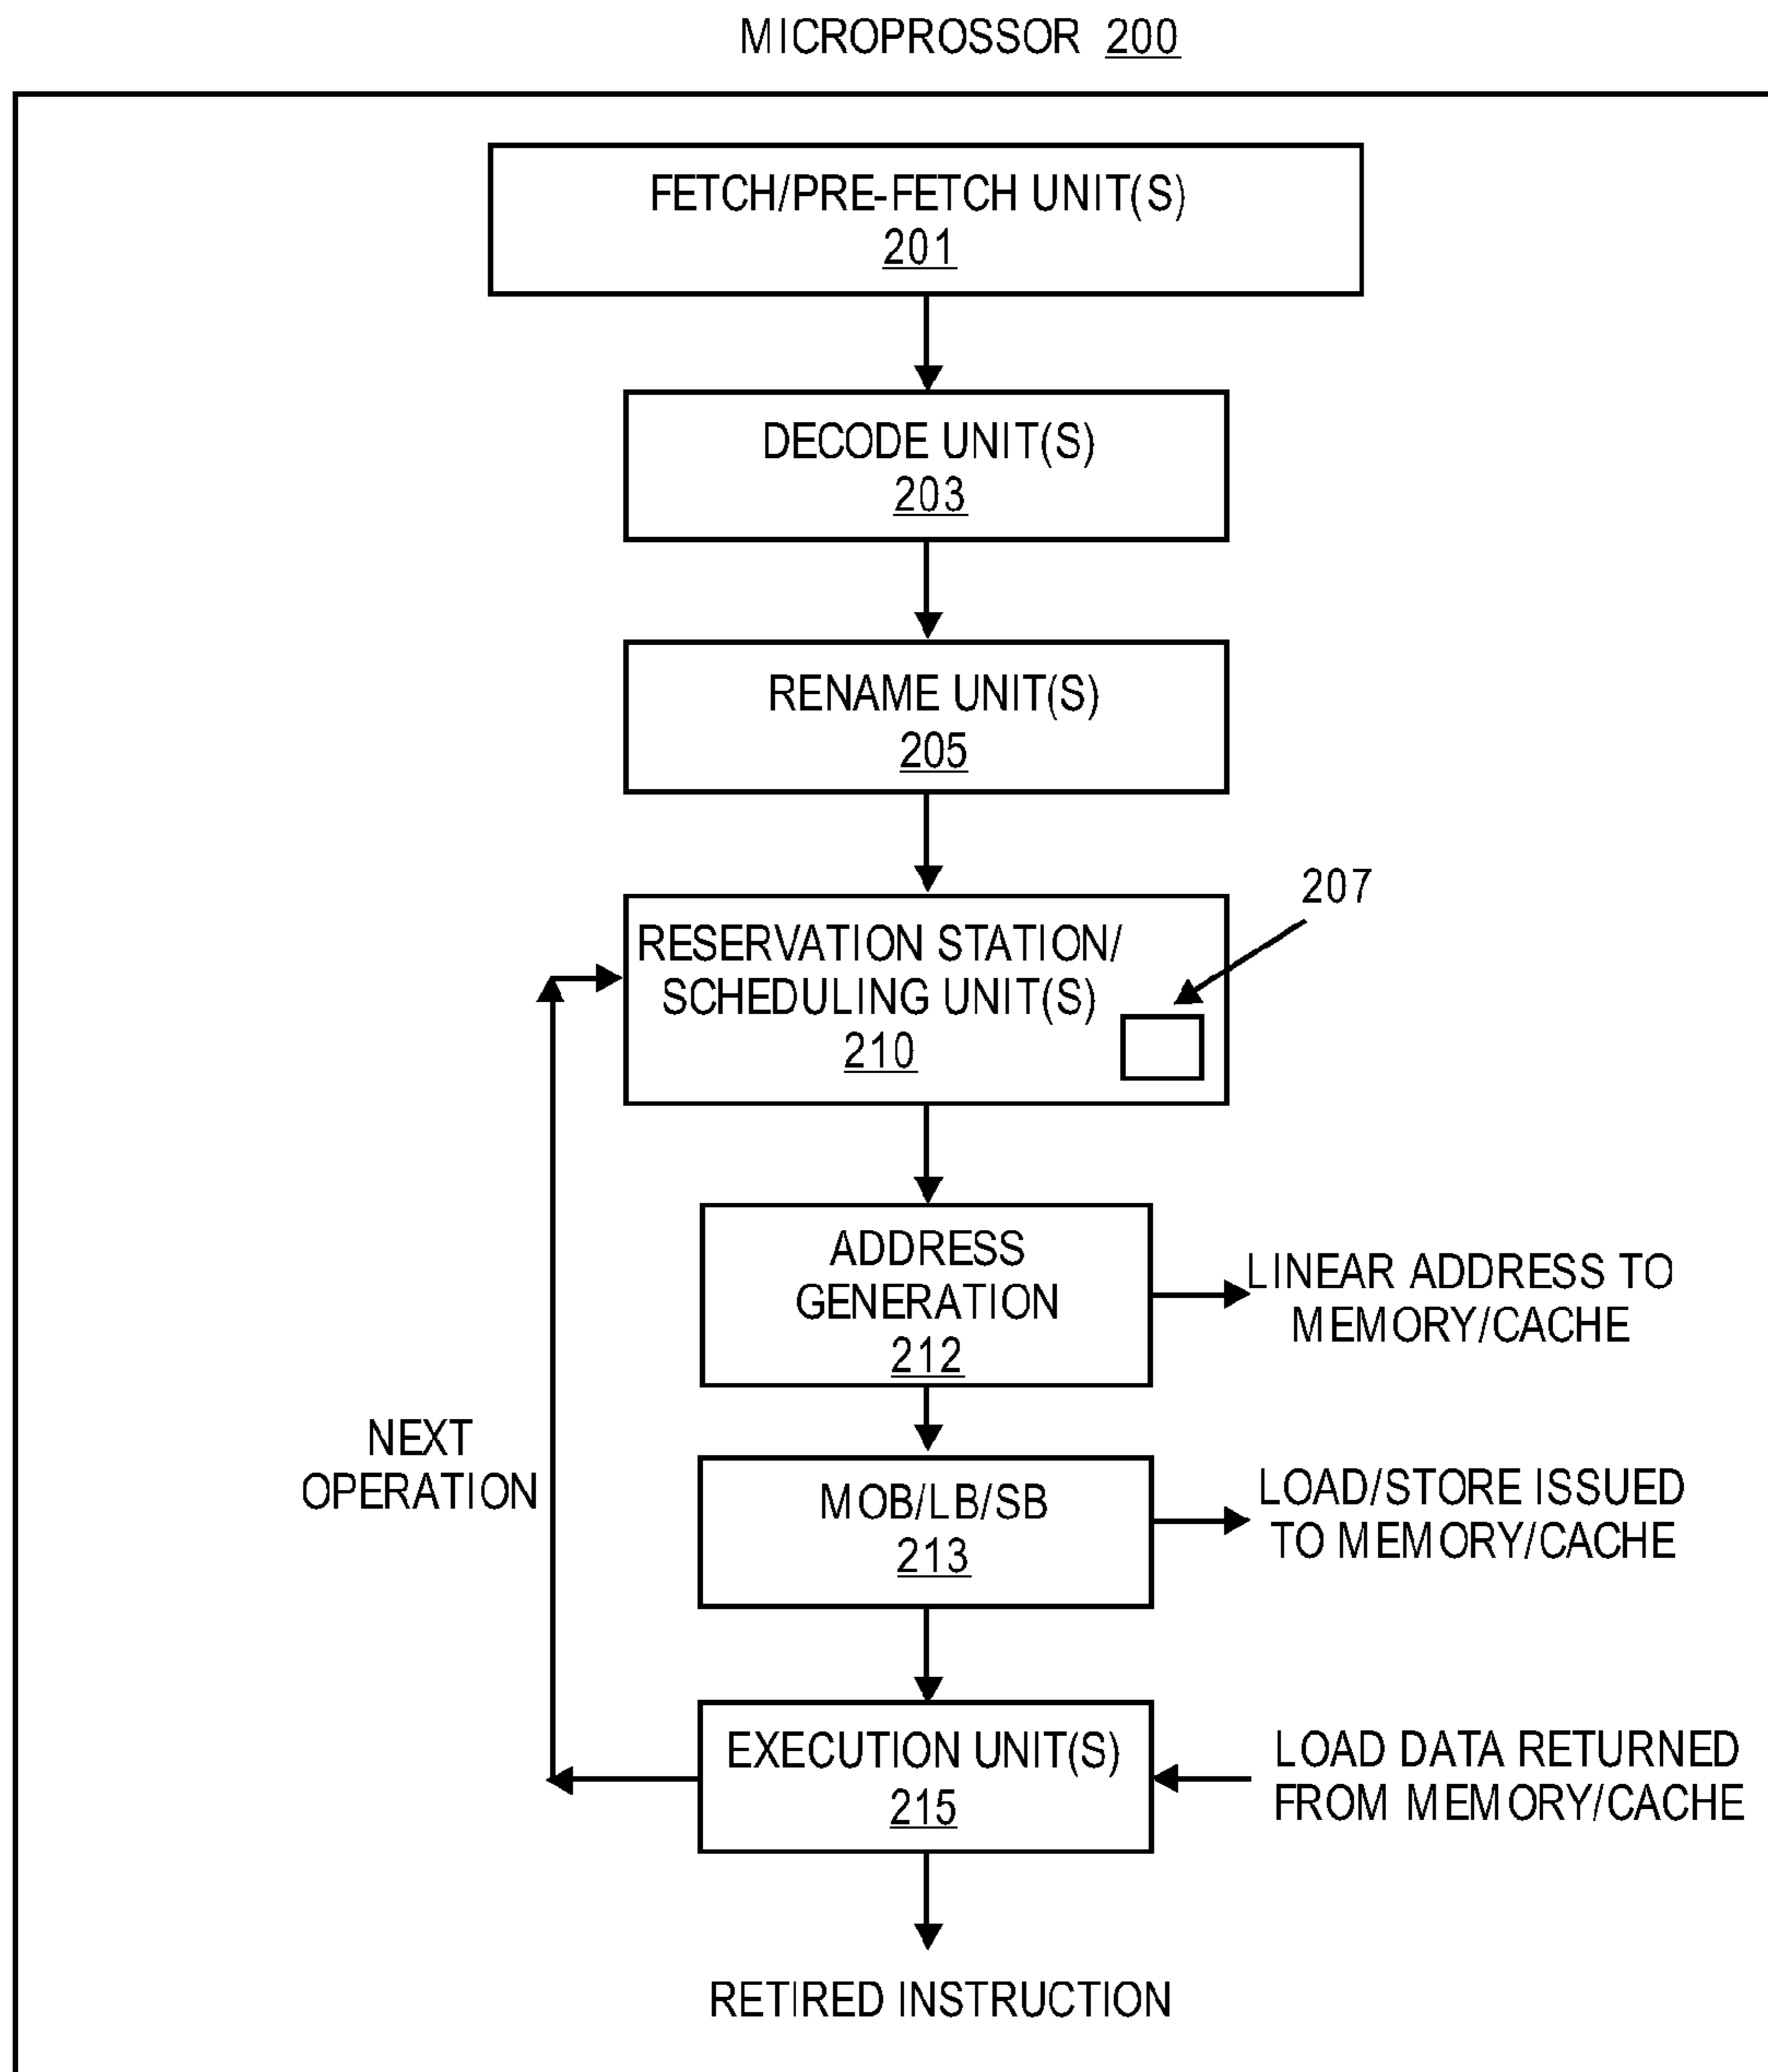 MICROPROSSOR 200
FETCH/PRE-FETCH UNIT(S)
201
DECODE UNIT(S)
203
RENAME UNIT(S)
205
207
RESERVATION STATION/
SCHEDULING UNIT(S)
210
ADDRESS
GENERATION
212
LINEAR ADDRESS TO
MEMORY/CACHE
NEXT
OPERATION
MOB/LB/SB
213
LOAD/STORE ISSUED
TO MEMORY/CACHE
EXECUTION UNIT(S)
215
LOAD DATA RETURNED
FROM MEMORY/CACHE
RETIRED INSTRUCTION